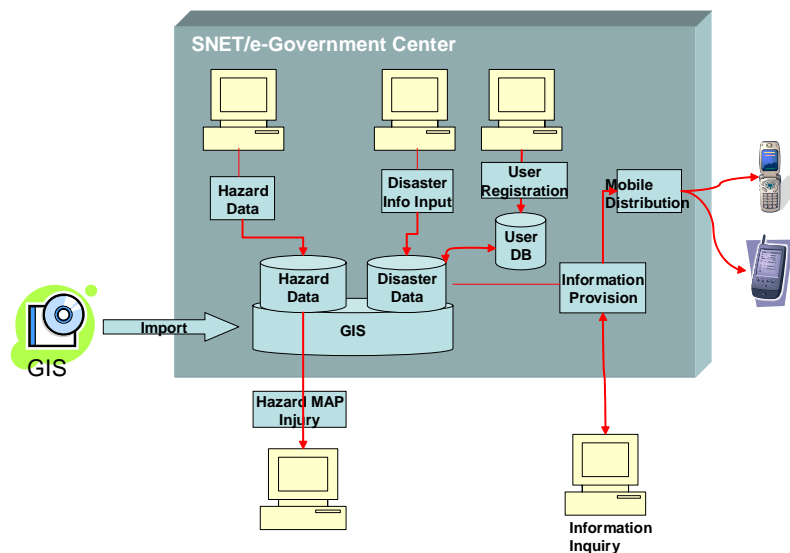 SNET/e-Government Center
Hazard
Data
Disaster
Info Input
User
Registration
Mobile
Distribution
User
DB
Hazard
Data
Disaster
Data
Information
Provision
GIS
Import
GIS
Hazard MAP
Injury
Information
Inquiry